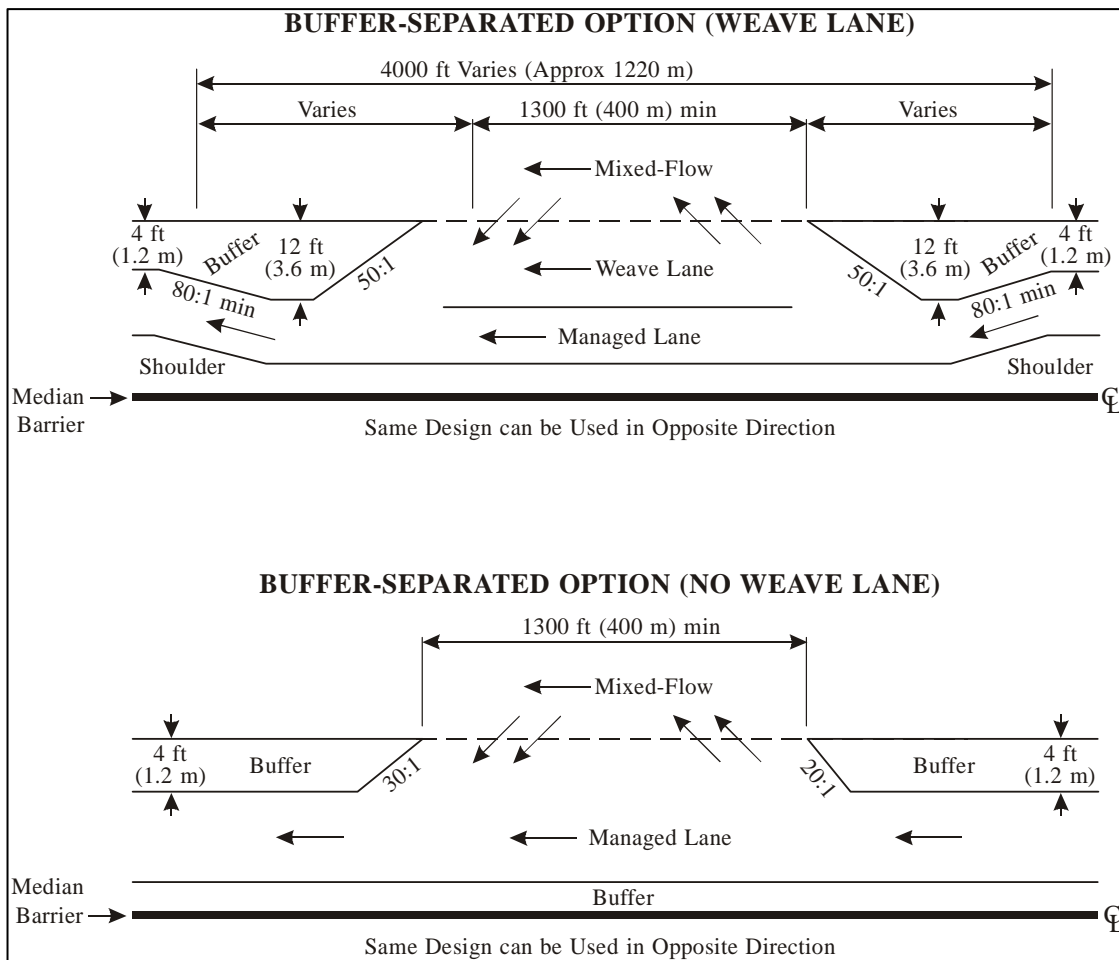 BUFFER-SEPARATED OPTION (WEAVE LANE)
4000 ft Varies (Approx 1220 m)
Varies
1300 ft (400 m) min
Varies
Mixed-Flow
4 ft
(1.2 m)
Buffer
12 ft
(3.6 m)
50:1
80:1 min
Weave Lane
50:1
12 ft
(3.6 m)
Buffer
4 ft
(1.2 m)
80:1 min
Managed Lane
Shoulder
Shoulder
Median
Barrier
℄
Same Design can be Used in Opposite Direction
BUFFER-SEPARATED OPTION (NO WEAVE LANE)
1300 ft (400 m) min
Mixed-Flow
4 ft
(1.2 m)
Buffer
30:1
20:1
Buffer
4 ft
(1.2 m)
Managed Lane
Median
Barrier
Buffer
℄
Same Design can be Used in Opposite Direction